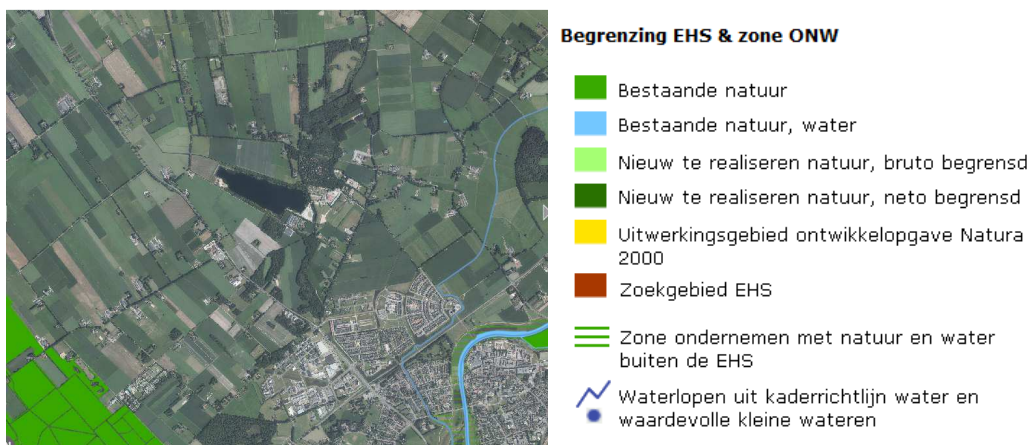 Begrenzing EHS & zone ONW
Bestaande natuur
Bestaande natuur, water
Nieuw te realiseren natuur, bruto begrensd
Nieuw te realiseren natuur, neto begrensd
Uitwerkingsgebied ontwikkelopgave Natura
2000
Zoekgebied EHS
Zone ondernemen met natuur en water
buiten de EHS
Waterlopen uit kaderrichtlijn water en
waardevolle kleine wateren